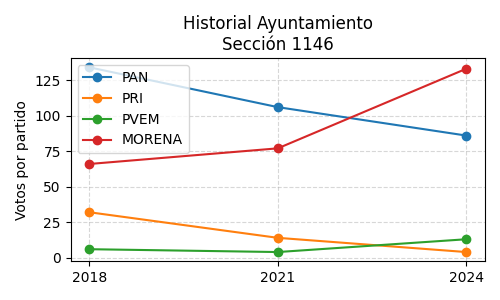 Historial Ayuntamiento
Sección 1146
Votos por partido
125
100
75
50
25
0
PAN
PRI
PVEM
MORENA
2018
2021
2024